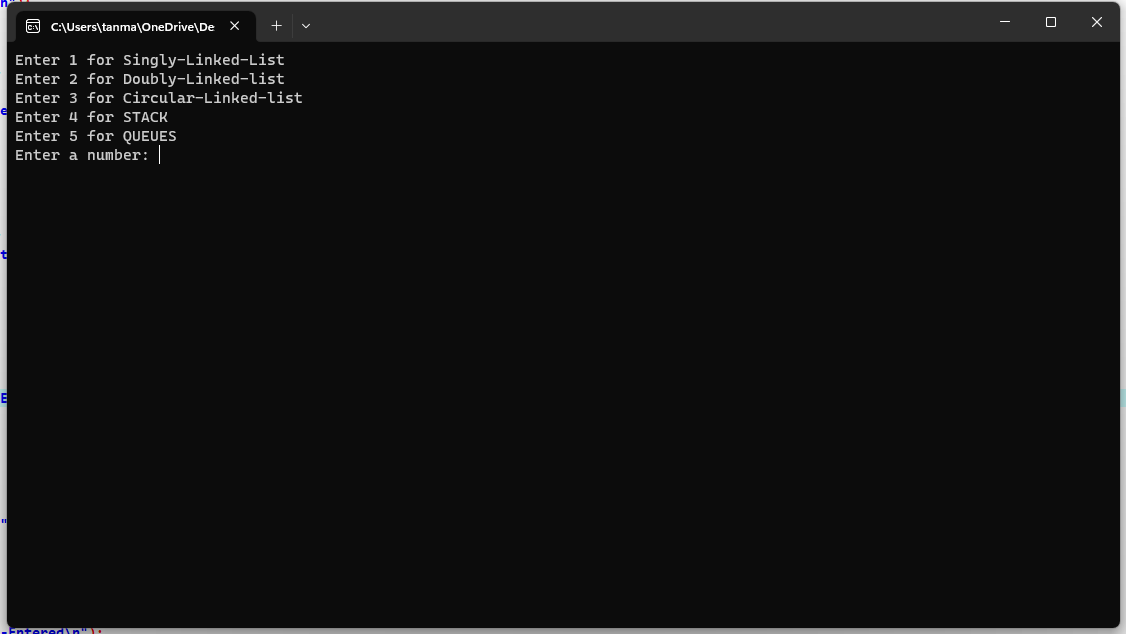 n");
C:\Users\tanma\OneDrive\De
Enter 1 for Singly-Linked-List
Enter 2 for Doubly-Linked-list
Enter 3 for Circular-Linked-list
Enter 4 for STACK
Enter 5 for QUEUES
Enter a number:
e
t
E
"
-Entered\n");